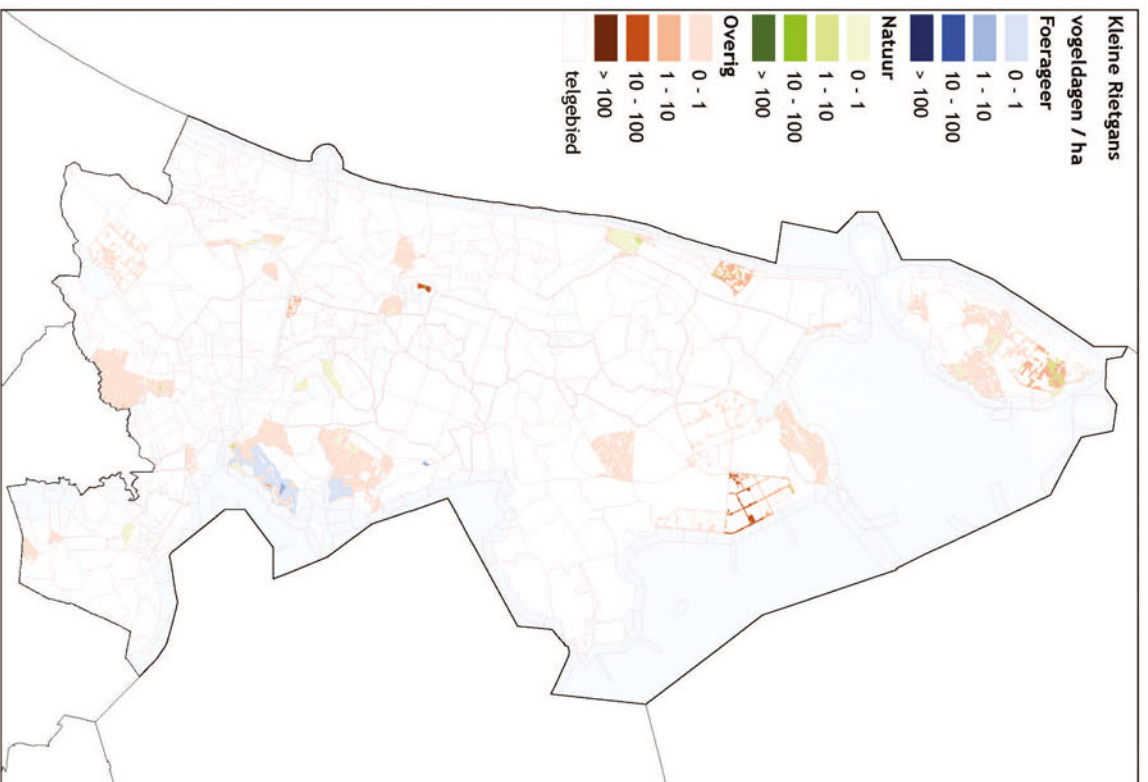 Kleine Rietgans
vogeldagen / ha
Foerageer
0 - 1
1 - 10
10 - 100
> 100
Natuur
0 - 1
1 - 10
10 - 100
> 100
Overig
0 - 1
1 - 10
10 - 100
> 100
telgebied